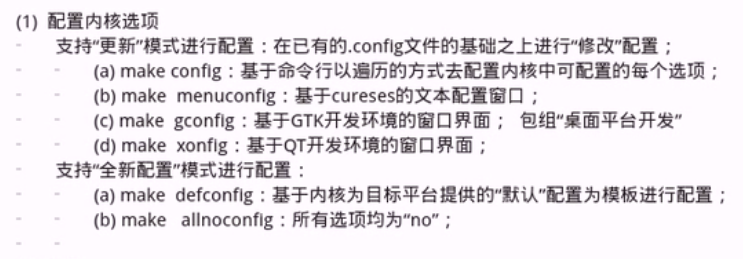 (1) 配置内核选项
- 支持“更新”模式进行配置：在已有的.config文件的基础之上进行“修改”配置；
- - (a) make config：基于命令行以遍历的方式去配置内核中可配置的每个选项；
- - (b) make menuconfig：基于cureses的文本配置窗口；
- - (c) make gconfig：基于GTK开发环境的窗口界面； 包组“桌面平台开发”
- - (d) make xonfig：基于QT开发环境的窗口界面；
- 支持“全新配置”模式进行配置：
- - (a) make defconfig：基于内核为目标平台提供的“默认”配置为模板进行配置；
- - (b) make allnoconfig：所有选项均为“no”；
- -